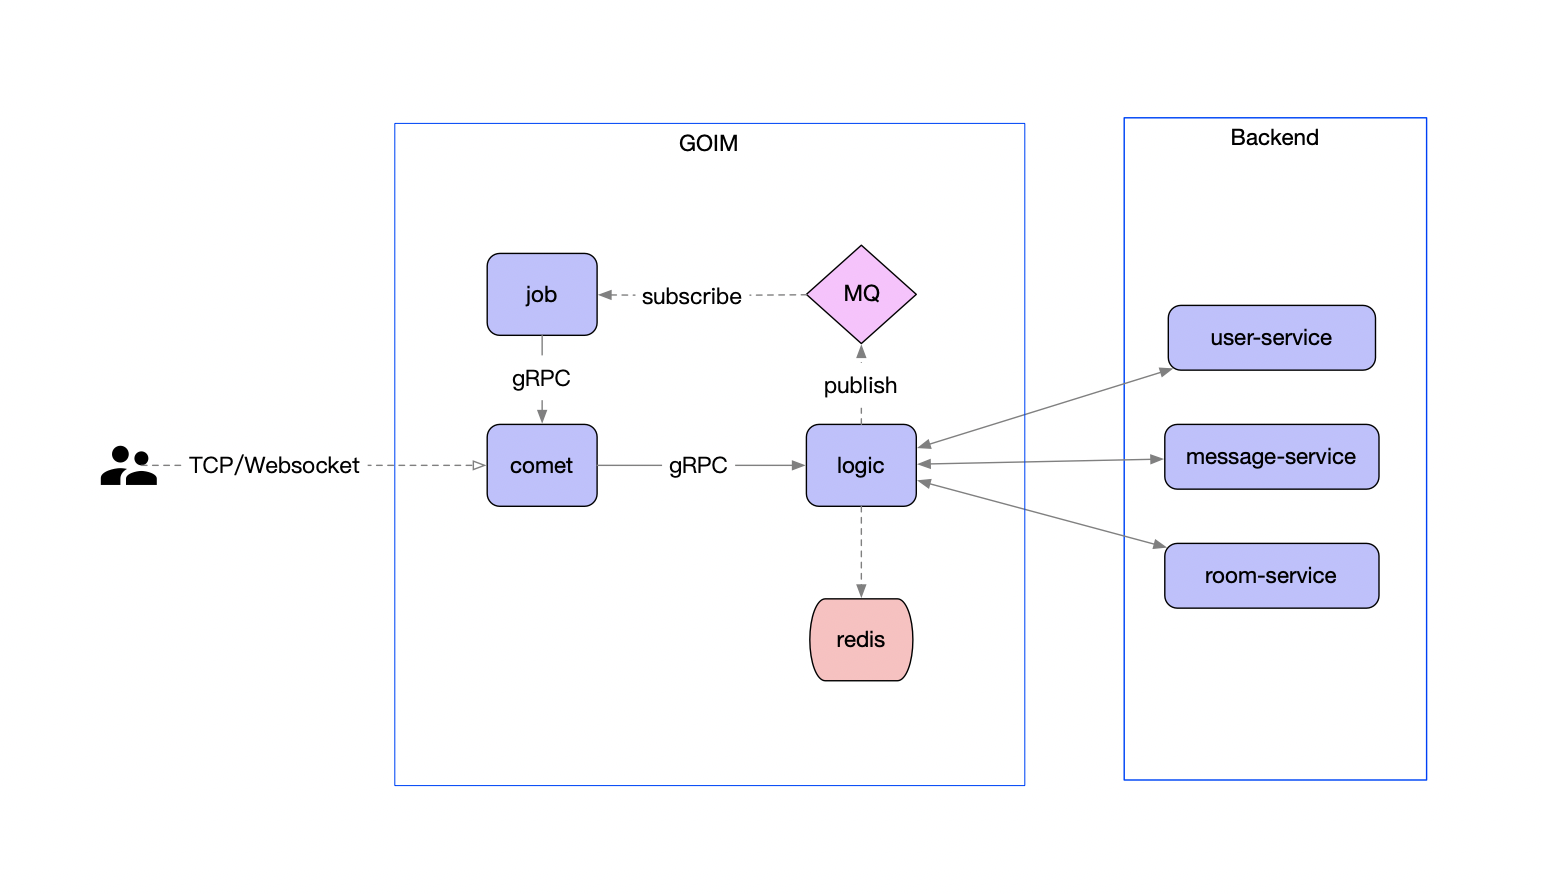 GOIM
Backend
job
subscribe
MQ
user-service
gRPC
publish
TCP/Websocket
comet
gRPC
logic
message-service
room-service
redis